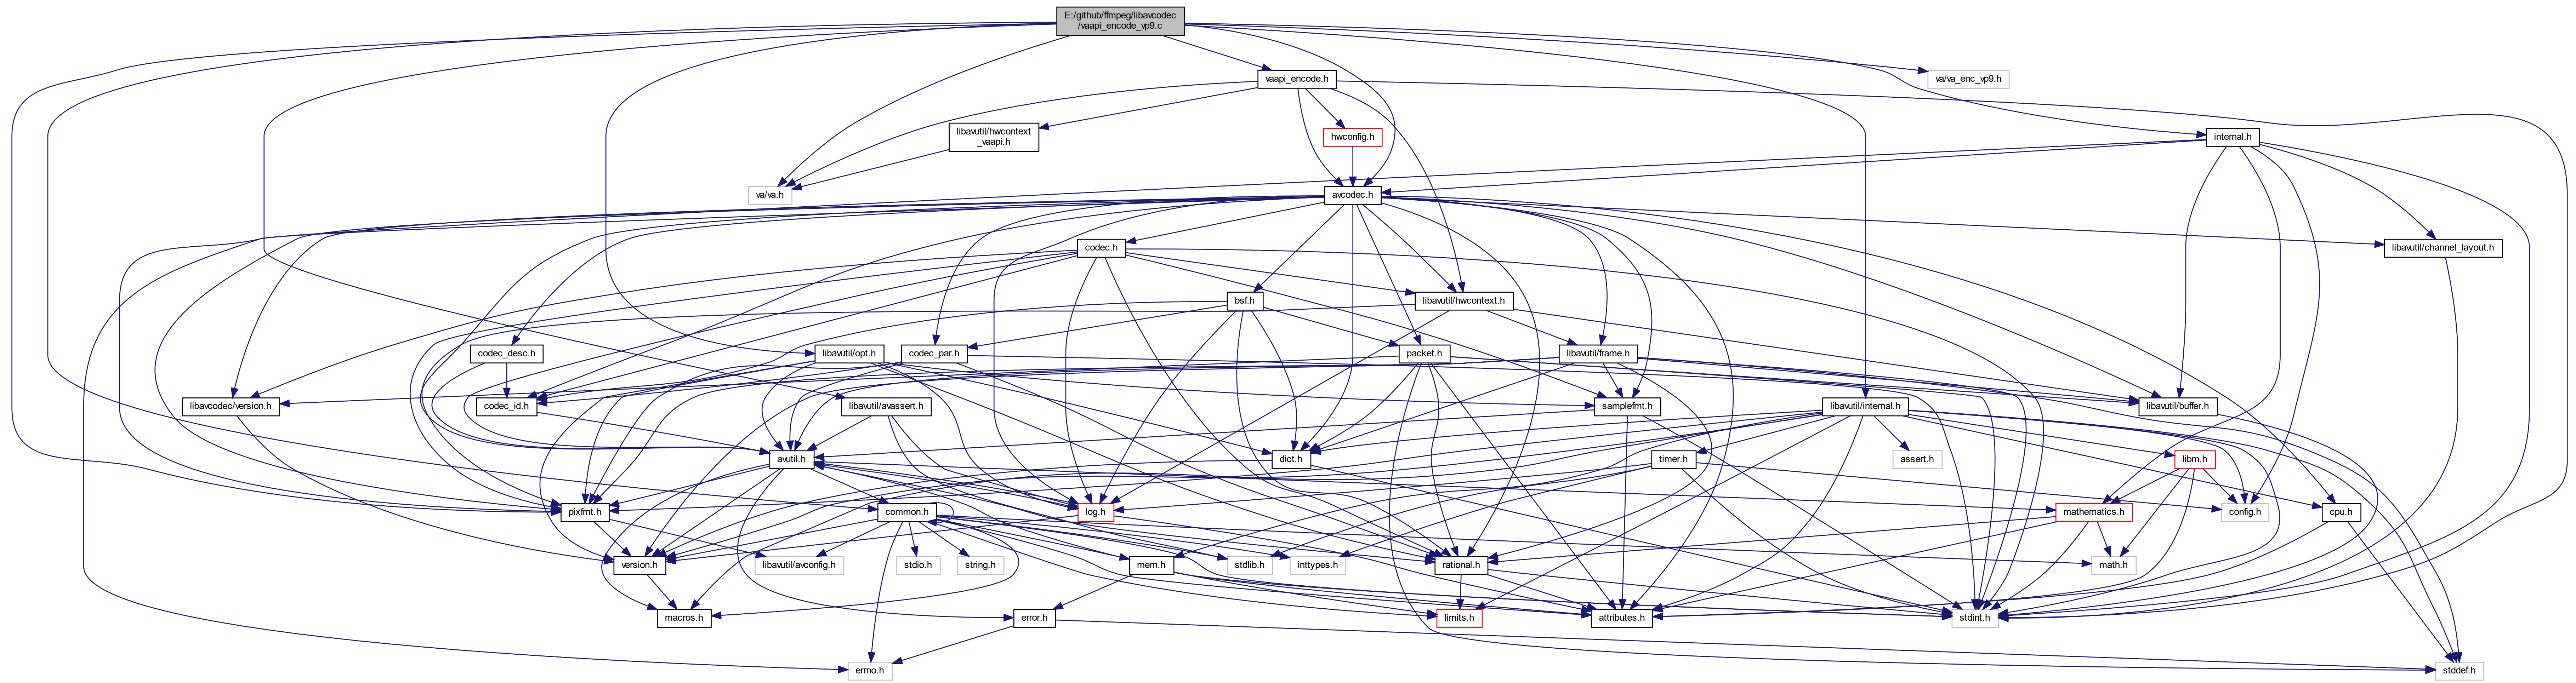 E:/github/ffmpeg/libavcodec
/vaapi_encode_vp9.c
vaapi_encode.h
va/va_enc_vp9.h
libavutil/hwcontext
_vaapi.h
hwconfig.h
internal.h
va/va.h
avcodec.h
codec.h
libavutil/channel_layout.h
bsf.h
libavutil/hwcontext.h
codec_desc.h
libavutil/opt.h
codec_par.h
packet.h
libavutil/frame.h
libavcodec/version.h
codec_id.h
libavutil/avassert.h
samplefmt.h
libavutil/internal.h
libavutil/buffer.h
avutil.h
dict.h
timer.h
assert.h
libm.h
pixfmt.h
common.h
log.h
mathematics.h
config.h
cpu.h
version.h
libavutil/avconfig.h
stdio.h
string.h
mem.h
stdlib.h
inttypes.h
rational.h
math.h
macros.h
error.h
limits.h
attributes.h
stdint.h
errno.h
stddef.h